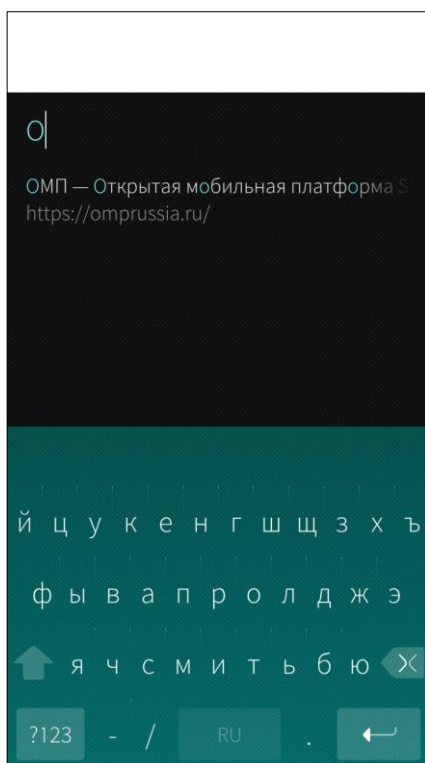 О
ОМП — Открытая мобильная платформа S
https://omprussia.ru/
й ц у к е н г ш щ з х ъ
ф ы в а п р о л д ж э
я ч с м и т ь б ю
?123 - / RU .